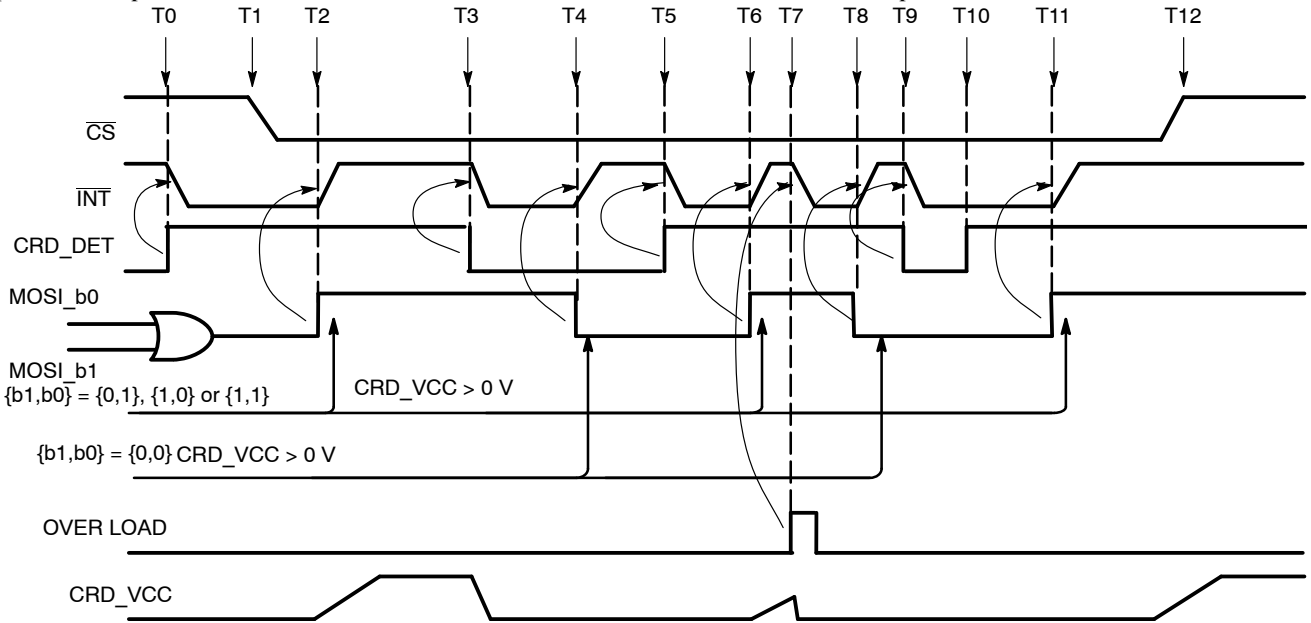 T0 T1 T2 T3 T4 T5 T6 T7 T8 T9 T10 T11 T12
CS
INT
CRD_DET
MOSI_b0
MOSI_b1
{b1,b0} = {0,1}, {1,0} or {1,1} CRD_VCC > 0 V
{b1,b0} = {0,0} CRD_VCC > 0 V
OVER LOAD
CRD_VCC